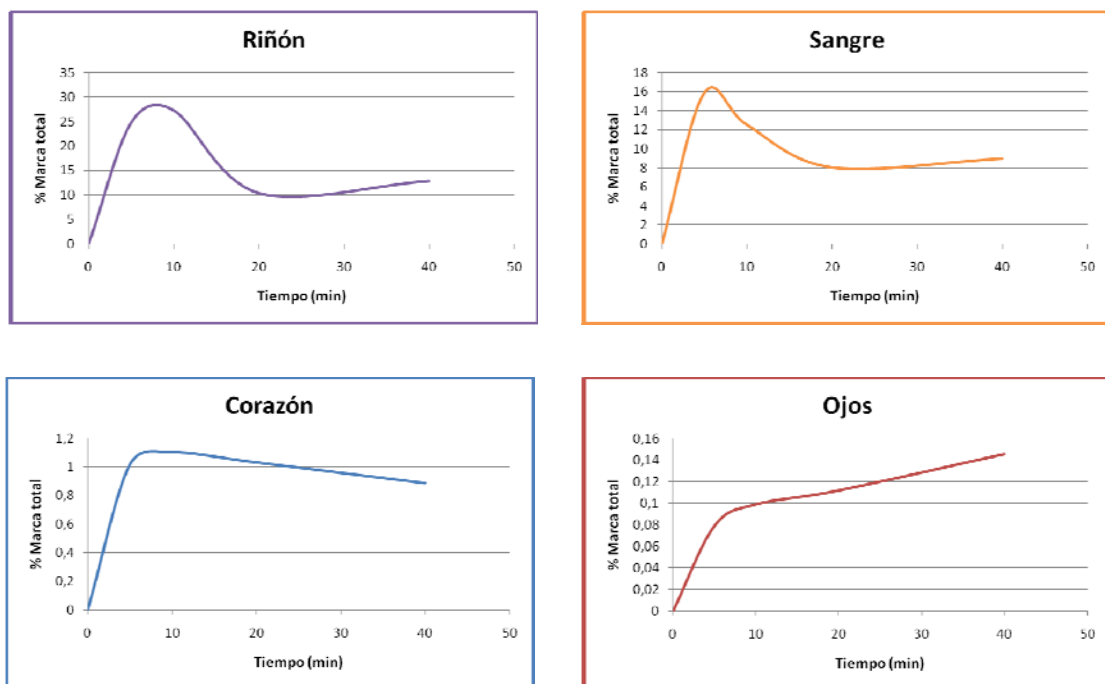 Riñón
% Marca total
35
30
25
20
15
10
5
0
0 10 20 30 40 50
Tiempo (min)
Sangre
% Marca total
18
16
14
12
10
8
6
4
2
0
0 10 20 30 40 50
Tiempo (min)
Corazón
% Marca total
1,2
1
0,8
0,6
0,4
0,2
0
0 10 20 30 40 50
Tiempo (min)
Ojos
% Marca total
0,16
0,14
0,12
0,1
0,08
0,06
0,04
0,02
0
0 10 20 30 40 50
Tiempo (min)